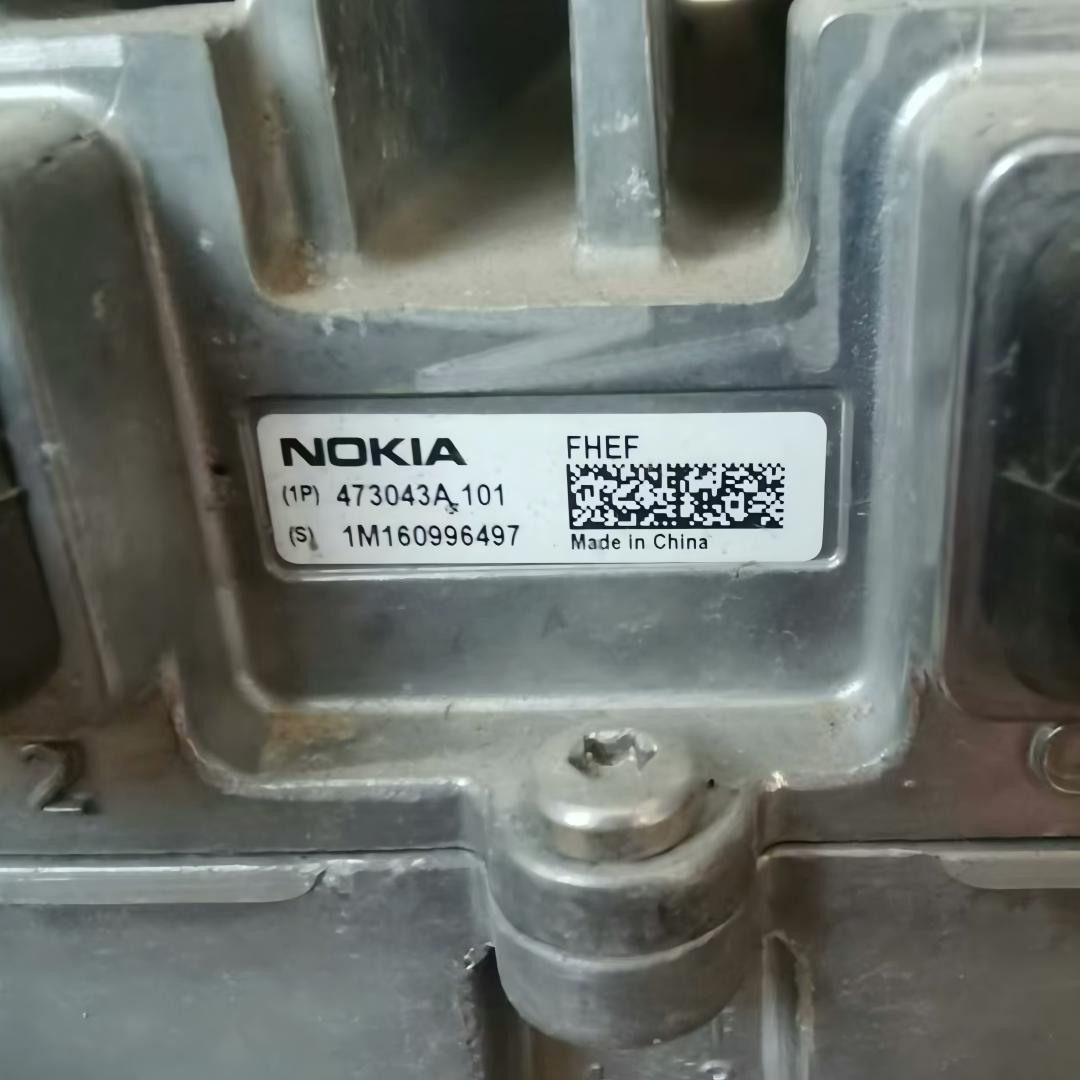 NOKIA
(1P) 473043A.101
(S) 1M160996497
FHEF
Made in China
2